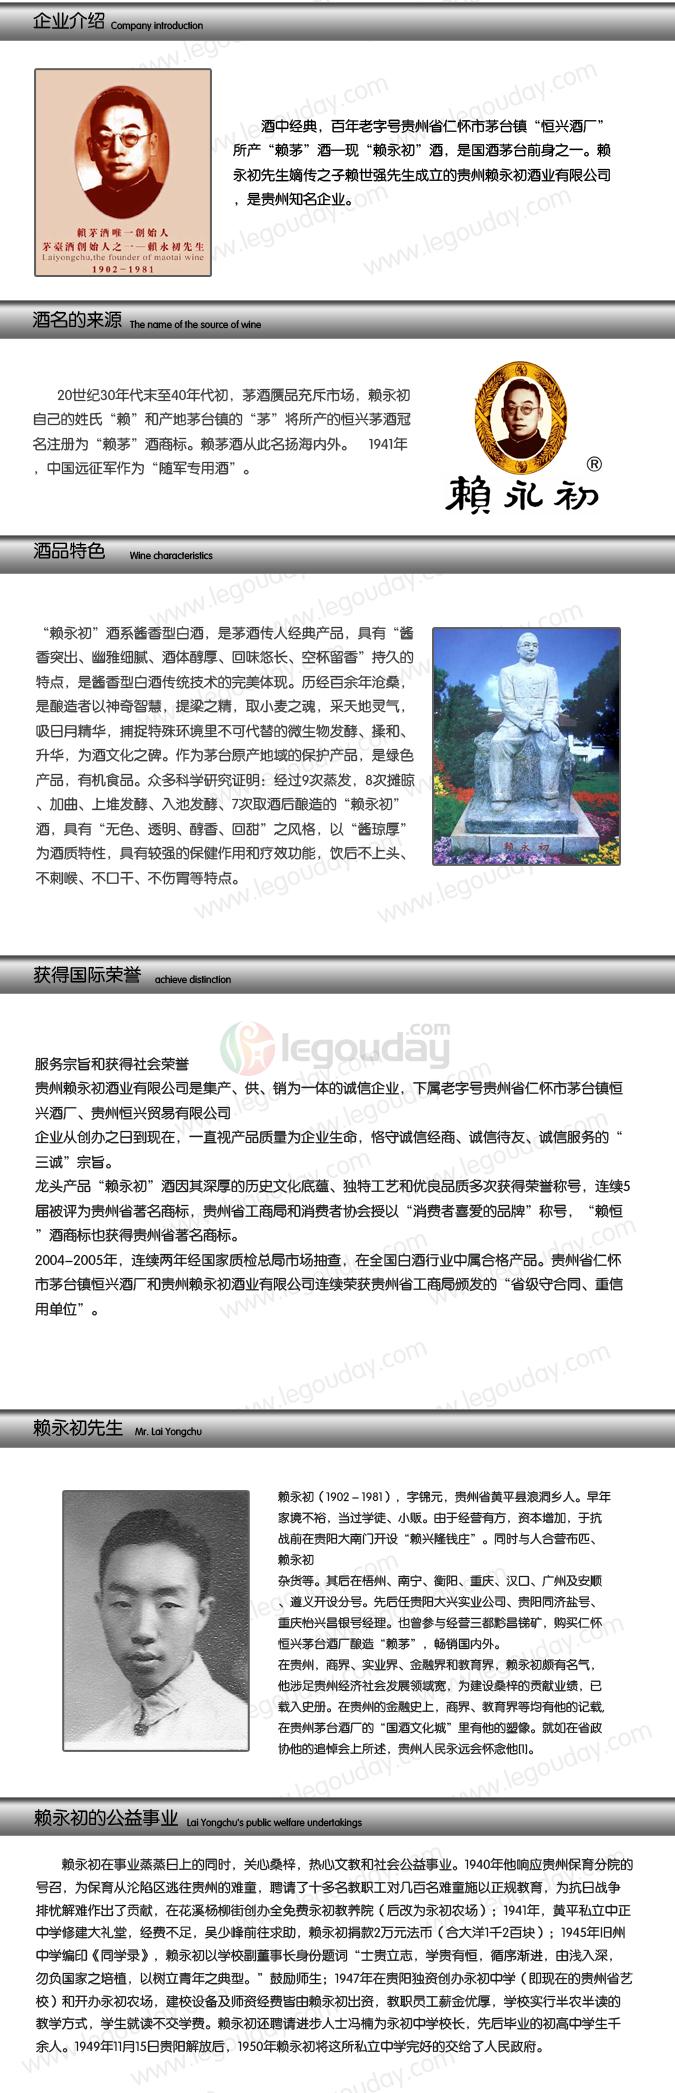 企业介绍 Company introduction
酒中经典，百年老字号贵州省仁怀市茅台镇“恒兴酒厂”
所产“赖茅”酒—现“赖永初”酒，是国酒茅台前身之一。赖
永初先生嫡传之子赖世强先生成立的贵州赖永初酒业有限公司
，是贵州知名企业。
賴茅酒唯一創始人
茅臺酒創始人之一—賴永初先生
Laiyongchu,the founder of maotai wine
1902-1981
酒名的来源 The name of the source of wine
20世纪30年代末至40年代初，茅酒赝品充斥市场，赖永初
自己的姓氏“赖”和产地茅台镇的“茅”将所产的恒兴茅酒冠
名注册为“赖茅”酒商标。赖茅酒从此名扬海内外。 1941年
，中国远征军作为“随军专用酒”。
®
賴永初
酒品特色 Wine characteristics
“赖永初”酒系酱香型白酒，是茅酒传人经典产品，具有“酱
香突出、幽雅细腻、酒体醇厚、回味悠长、空杯留香”持久的
特点，是酱香型白酒传统技术的完美体现。历经百余年沧桑，
是酿造者以神奇智慧，提梁之精，取小麦之魂，采天地灵气，
吸日月精华，捕捉特殊环境里不可代替的微生物发酵、揉和、
升华，为酒文化之碑。作为茅台原产地域的保护产品，是绿色
产品，有机食品。众多科学研究证明：经过9次蒸发，8次摊晾
、加曲、上堆发酵、入池发酵、7次取酒后酿造的“赖永初”
酒，具有“无色、透明、醇香、回甜”之风格，以“酱琼厚”
为酒质特性，具有较强的保健作用和疗效功能，饮后不上头、
不刺喉、不口干、不伤胃等特点。
赖永初
获得国际荣誉 achieve distinction
legouday.com
服务宗旨和获得社会荣誉
贵州赖永初酒业有限公司是集产、供、销为一体的诚信企业，下属老字号贵州省仁怀市茅台镇恒
兴酒厂、贵州恒兴贸易有限公司
企业从创办之日到现在，一直视产品质量为企业生命，恪守诚信经商、诚信待友、诚信服务的“
三诚”宗旨。
龙头产品“赖永初”酒因其深厚的历史文化底蕴、独特工艺和优良品质多次获得荣誉称号，连续5
届被评为贵州省著名商标，贵州省工商局和消费者协会授以“消费者喜爱的品牌”称号，“赖恒
”酒商标也获得贵州省著名商标。
2004-2005年，连续两年经国家质检总局市场抽查，在全国白酒行业中属合格产品。贵州省仁怀
市茅台镇恒兴酒厂和贵州赖永初酒业有限公司连续荣获贵州省工商局颁发的“省级守合同、重信
用单位”。
赖永初先生 Mr. Lai Yongchu
赖永初（1902 – 1981），字锦元，贵州省黄平县浪洞乡人。早年
家境不裕，当过学徒、小贩。由于经营有方，资本增加，于抗
战前在贵阳大南门开设“赖兴隆钱庄”。同时与人合营布匹、
赖永初
杂货等。其后在梧州、南宁、衡阳、重庆、汉口、广州及安顺
、遵义开设分号。先后任贵阳大兴实业公司、贵阳同济盐号、
重庆怡兴昌银号经理。也曾参与经营三都黔昌锑矿，购买仁怀
恒兴茅台酒厂酿造“赖茅”，畅销国内外。
在贵州，商界、实业界、金融界和教育界，赖永初颇有名气，
他涉足贵州经济社会发展领域宽，为建设桑梓的贡献业绩，已
载入史册。在贵州的金融史上，商界、教育界等均有他的记载,
在贵州茅台酒厂的“国酒文化城”里有他的塑像。就如在省政
协他的追悼会上所述，贵州人民永远会怀念他[1]。
赖永初的公益事业 Lai Yongchu's public welfare undertakings
赖永初在事业蒸蒸日上的同时，关心桑梓，热心文教和社会公益事业。1940年他响应贵州保育分院的
号召，为保育从沦陷区逃往贵州的难童，聘请了十多名教职工对几百名难童施以正规教育，为抗日战争
排忧解难作出了贡献，在花溪杨柳街创办全免费永初教养院（后改为永初农场）；1941年，黄平私立中正
中学修建大礼堂，经费不足，吴少峰前往求助，赖永初捐款2万元法币（合大洋1千2百块）；1945年旧州
中学编印《同学录》，赖永初以学校副董事长身份题词“士贵立志，学贵有恒，循序渐进，由浅入深，
勿负国家之培植，以树立青年之典型。”鼓励师生；1947年在贵阳独资创办永初中学（即现在的贵州省艺
校）和开办永初农场，建校设备及师资经费皆由赖永初出资，教职员工薪金优厚，学校实行半农半读的
教学方式，学生就读不交学费。赖永初还聘请进步人士冯楠为永初中学校长，先后毕业的初高中学生千
余人。1949年11月15日贵阳解放后，1950年赖永初将这所私立中学完好的交给了人民政府。